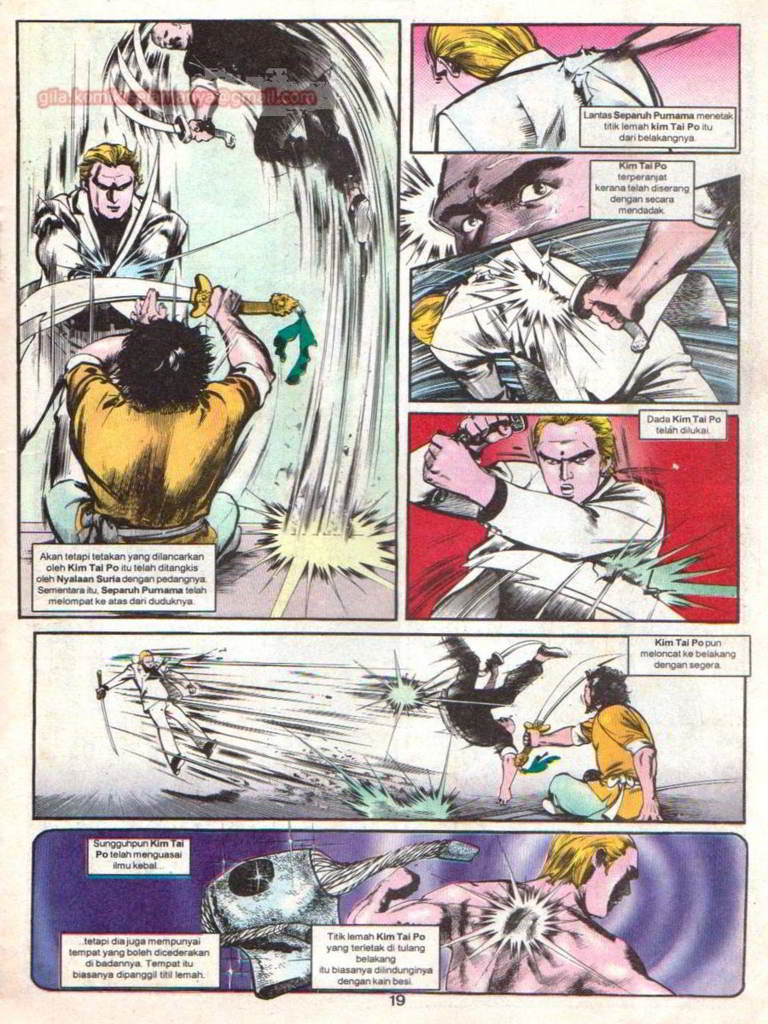 gila.komik
@gmail.com
Akan tetapi tetakan yang dilancarkan
oleh Kim Tai Po itu telah ditangkis
oleh Nyalaan Suria dengan pedangnya.
Sementara itu, Separuh Purnama telah
melompat ke atas dari duduknya.
Lantas Separuh Purnama menetak
titik lemah kim Tai Po itu
dari belakangnya.
Kim Tai Po
terperanjat
kerana telah diserang
dengan secara
mendadak.
Dada Kim Tai Po
telah dilukai.
Kim Tai Po pun
meloncat ke belakang
dengan segera.
Sungguhpun Kim Tai
Po telah menguasai
ilmu kebal...
...tetapi dia juga mempunyai
tempat yang boleh dicederakan
di badannya. Tempat itu
biasanya dipanggil titil lemah.
Titik lemah Kim Tai Po
yang terletak di tulang
belakang
itu biasanya dilindunginya
dengan kain besi.
19